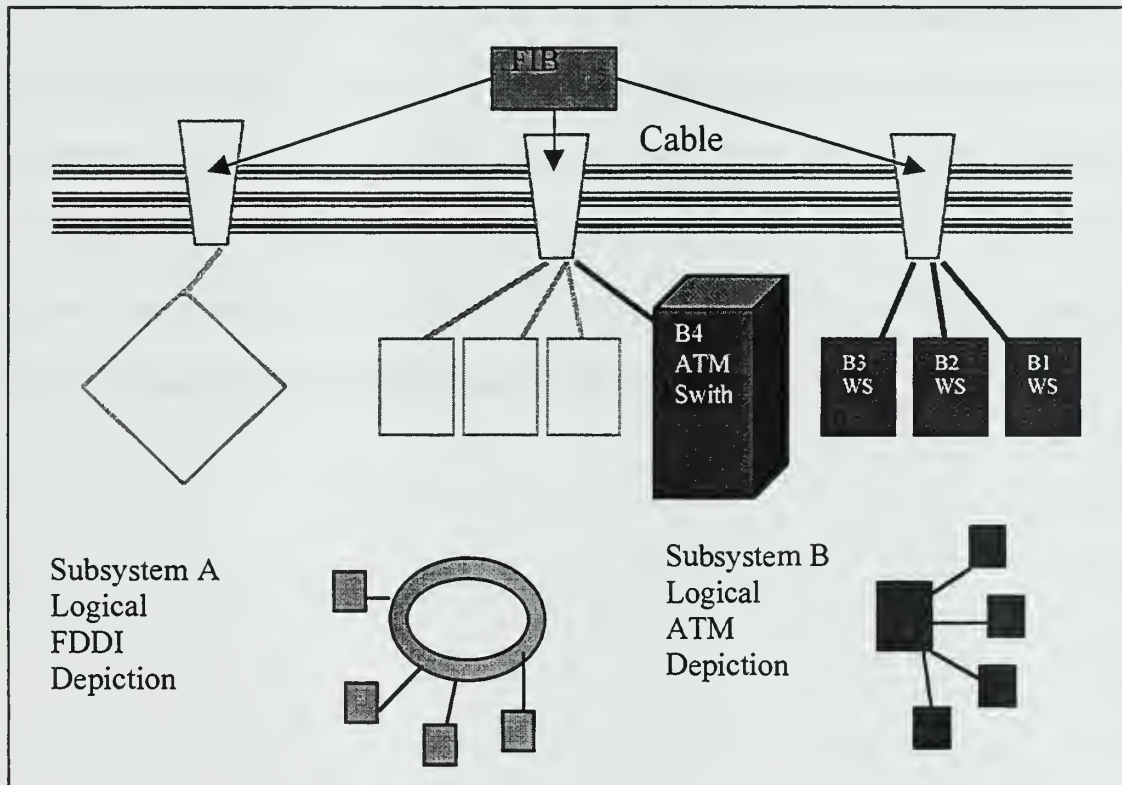 FIB
Cable
B4
ATM
Swith
B3
WS
B2
WS
B1
WS
Subsystem A
Logical
FDDI
Depiction
Subsystem B
Logical
ATM
Depiction